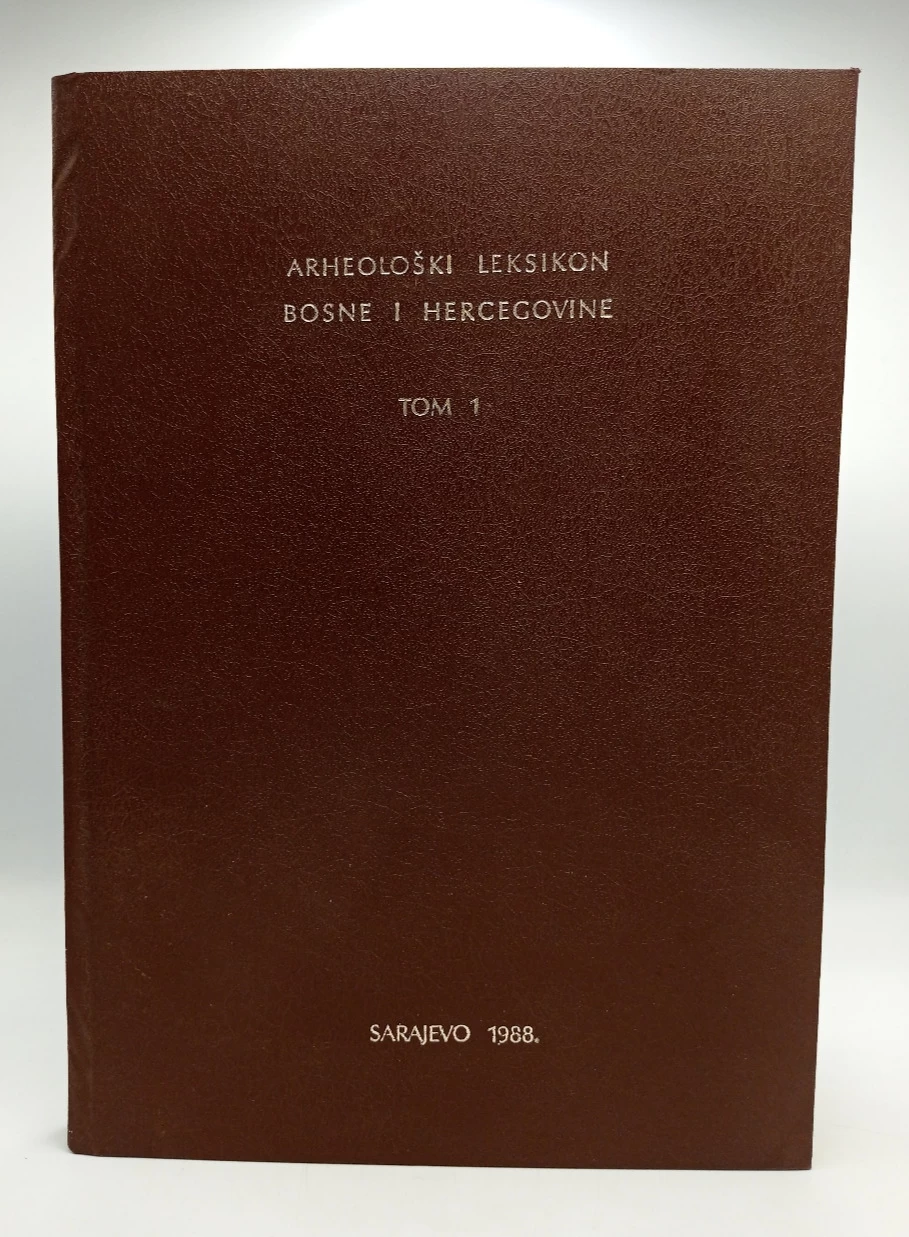 ARHEOLOŠKI LEKSIKON
BOSNE I HERCEGOVINE
TOM 1
SARAJEVO 1988.